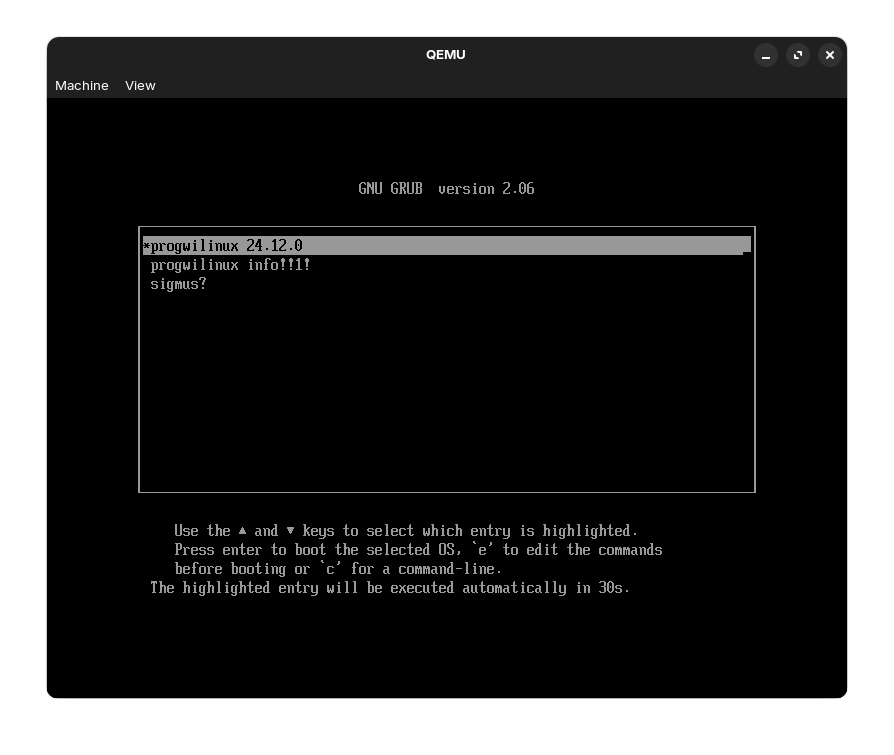 QEMU
Machine View
GNU GRUB version 2.06
*progwilinux 24.12.0
progwilinux info!!1!
sigmus?
Use the ▲ and ▼ keys to select which entry is highlighted.
Press enter to boot the selected OS, `e' to edit the commands
before booting or `c' for a command-line.
The highlighted entry will be executed automatically in 30s.